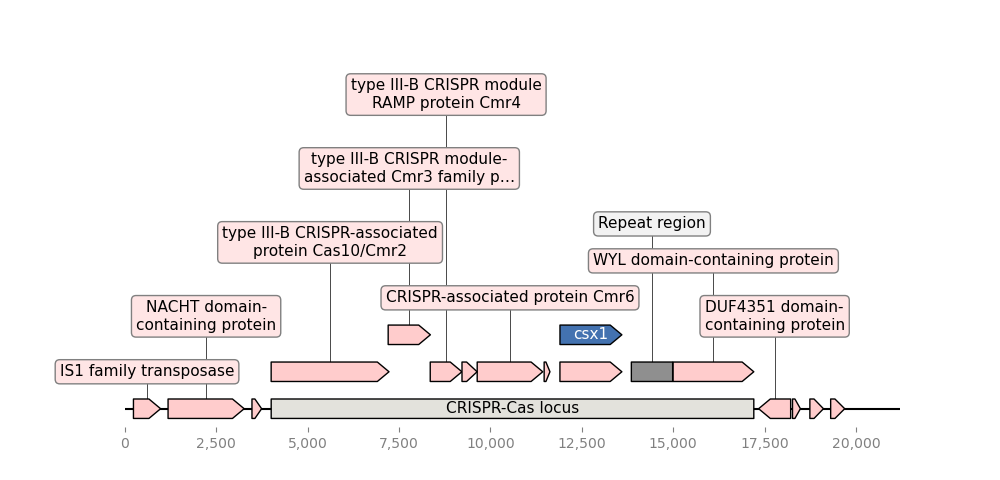 type III-B CRISPR module
RAMP protein Cmr4
type III-B CRISPR module-
associated Cmr3 family p…
Repeat region
type III-B CRISPR-associated
protein Cas10/Cmr2
WYL domain-containing protein
CRISPR-associated protein Cmr6
NACHT domain-
containing protein
DUF4351 domain-
containing protein
csx1
IS1 family transposase
CRISPR-Cas locus
0 2,500 5,000 7,500 10,000 12,500 15,000 17,500 20,000